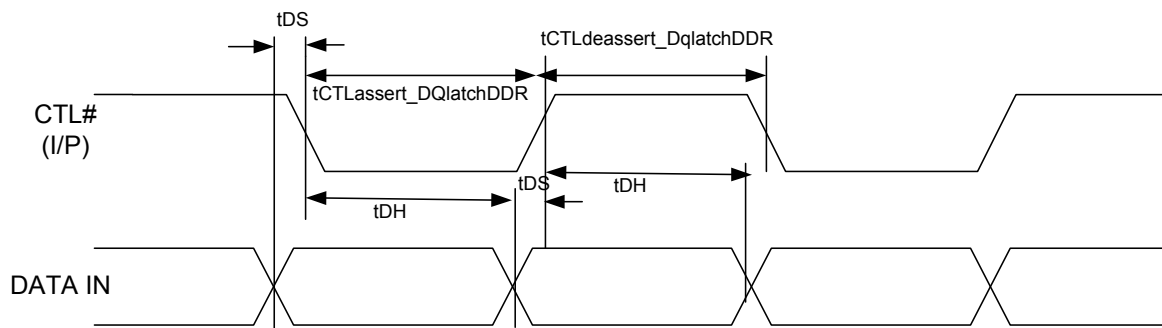 tDS
tCTLdeassert_DqlatchDDR
tCTLassert_DQlatchDDR
CTL#
(I/P)
tDS
tDH
tDH
DATA IN